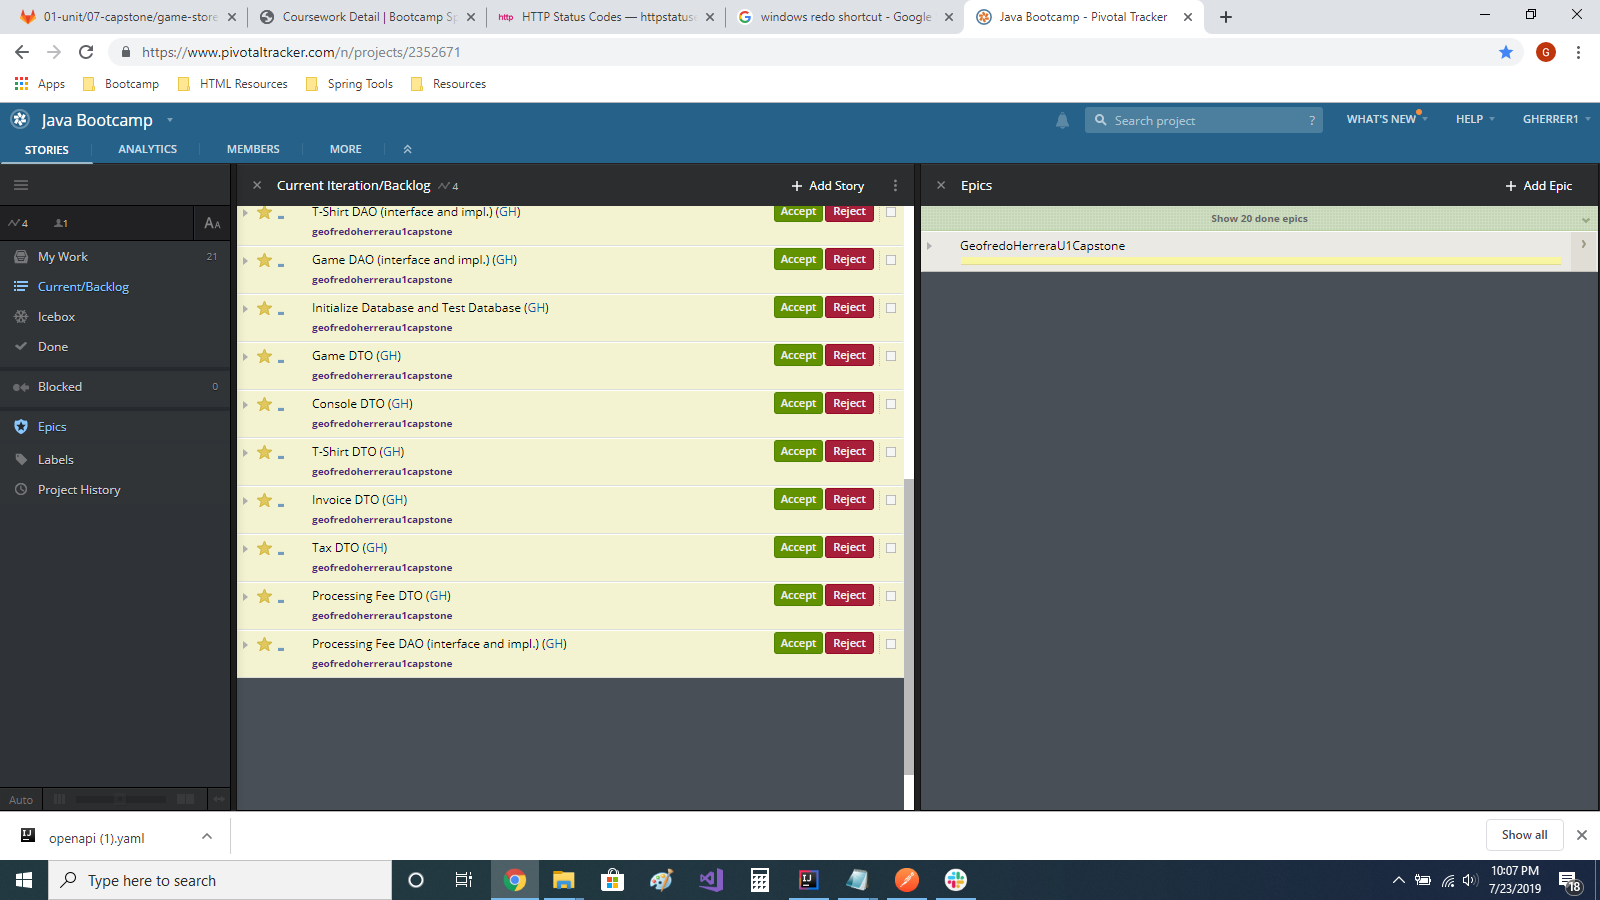 01-unit/07-capstone/game-store
Coursework Detail | Bootcamp Sp
http HTTP Status Codes — httpstatuse
windows redo shortcut - Google
Java Bootcamp - Pivotal Tracker
https://www.pivotaltracker.com/n/projects/2352671
G
Apps Bootcamp HTML Resources Spring Tools Resources
Java Bootcamp
Search project ?
WHAT'S NEW HELP GHERRER1
STORIES ANALYTICS MEMBERS MORE
Current Iteration/Backlog 4 + Add Story
Epics + Add Epic
4 1 AA
My Work 21
Current/Backlog
Icebox
Done
Blocked 0
Epics
Labels
Project History
Auto
T-Shirt DAO (interface and impl.) (GH) Accept Reject
geofredoherrerau1capstone
Game DAO (interface and impl.) (GH) Accept Reject
geofredoherrerau1capstone
Initialize Database and Test Database (GH) Accept Reject
geofredoherrerau1capstone
Game DTO (GH) Accept Reject
geofredoherrerau1capstone
Console DTO (GH) Accept Reject
geofredoherrerau1capstone
T-Shirt DTO (GH) Accept Reject
geofredoherrerau1capstone
Invoice DTO (GH) Accept Reject
geofredoherrerau1capstone
Tax DTO (GH) Accept Reject
geofredoherrerau1capstone
Processing Fee DTO (GH) Accept Reject
geofredoherrerau1capstone
Processing Fee DAO (interface and impl.) (GH) Accept Reject
geofredoherrerau1capstone
Show 20 done epics
GeofredoHerreraU1Capstone
openapi (1).yaml
Show all
Type here to search
10:07 PM
7/23/2019
18